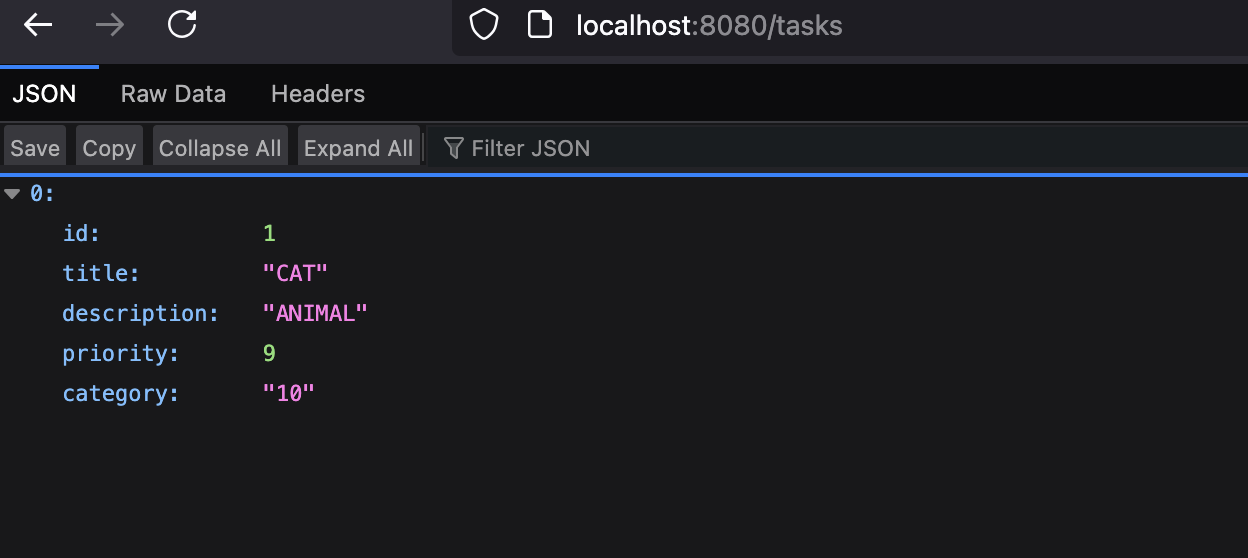 localhost:8080/tasks
JSON Raw Data Headers
Save Copy Collapse All Expand All Filter JSON
0:
id: 1
title: "CAT"
description: "ANIMAL"
priority: 9
category: "10"